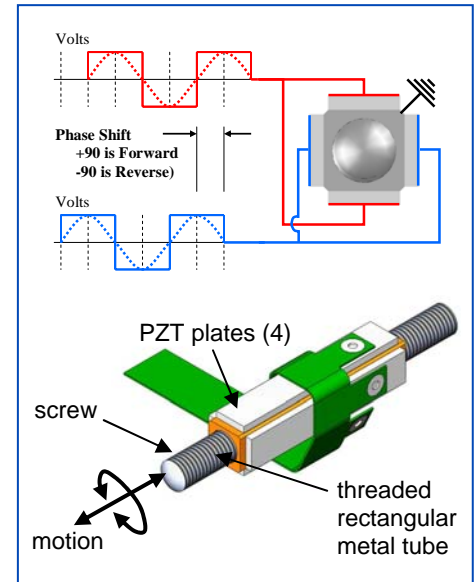 Volts
Phase Shift
+90 is Forward
-90 is Reverse)
Volts
PZT plates (4)
screw
motion
threaded
rectangular
metal tube